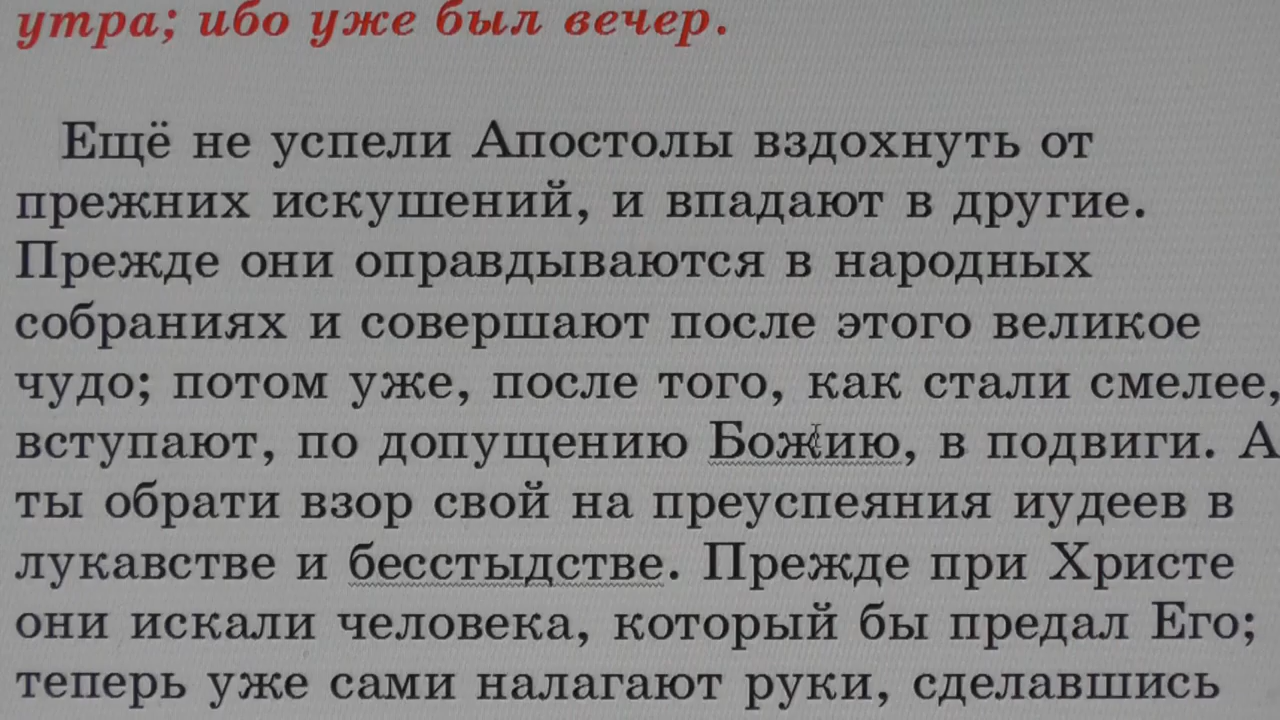 утра; ибо уже был вечер.
Ещё не успели Апостолы вздохнуть от
прежних искушений, и впадают в другие.
Прежде они оправдываются в народных
собраниях и совершают после этого великое
чудо; потом уже, после того, как стали смелее,
вступают, по допущению Божию, в подвиги. А
ты обрати взор свой на преуспеяния иудеев в
лукавстве и бесстыдстве. Прежде при Христе
они искали человека, который бы предал Его;
теперь уже сами налагают руки, сделавшись